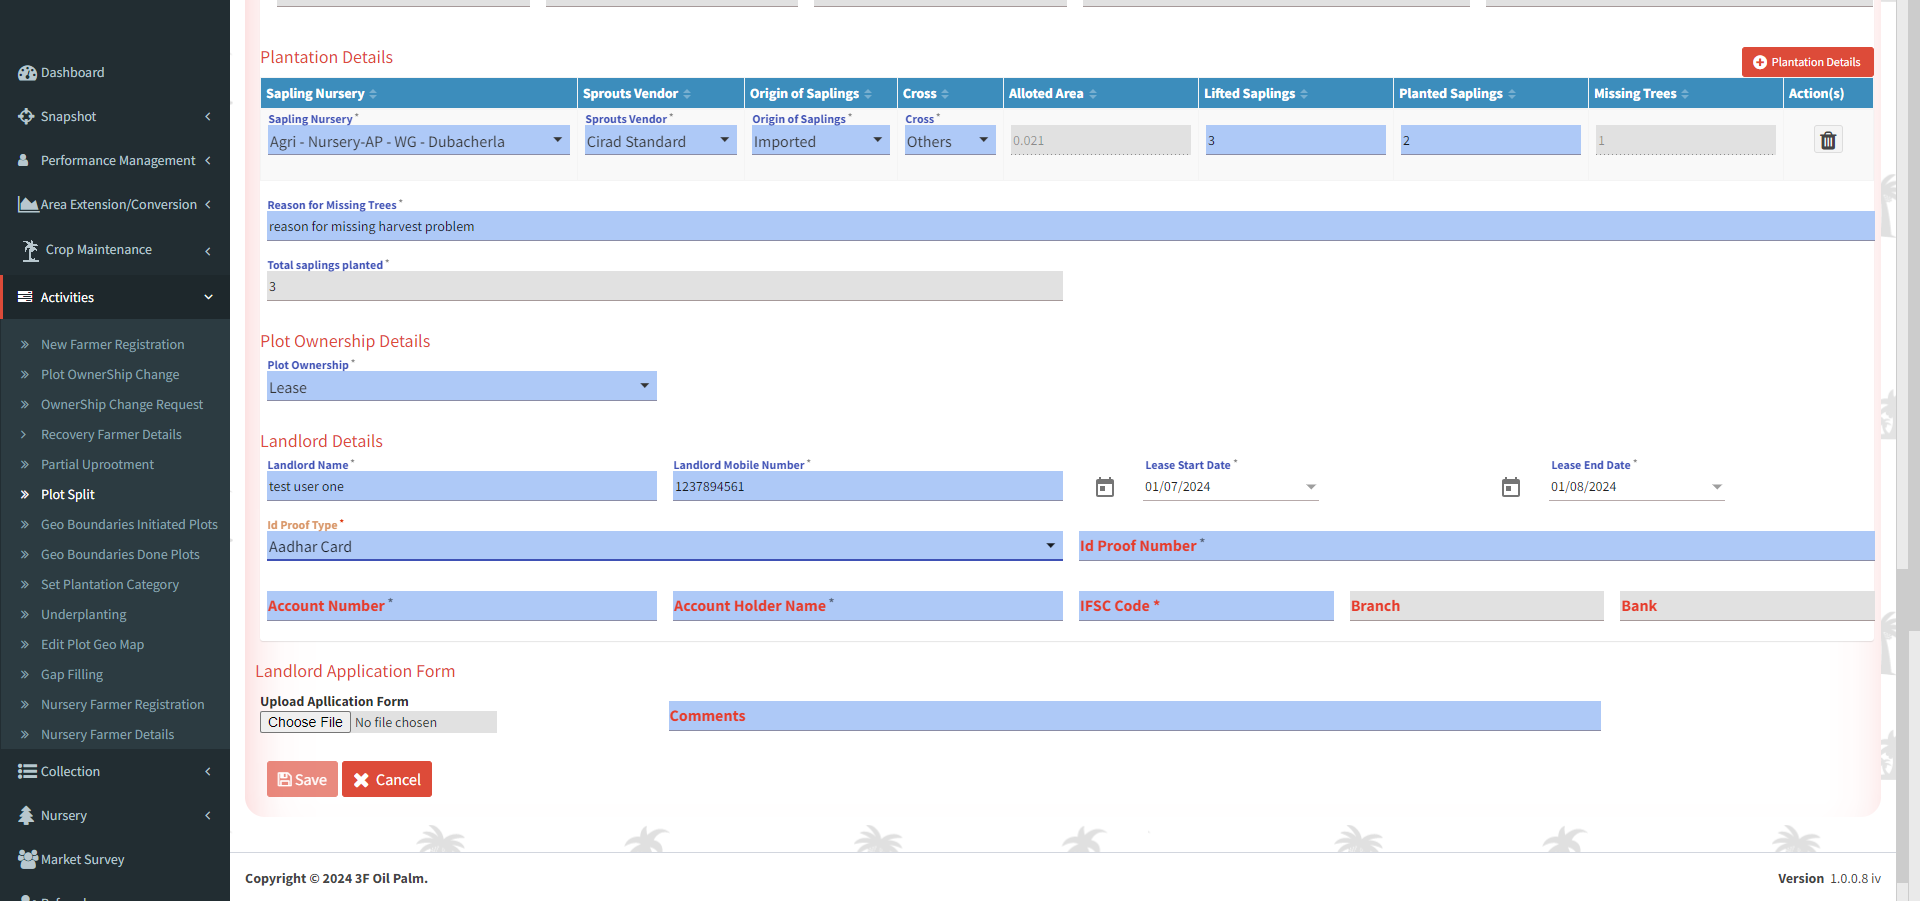 Dashboard
Snapshot
Performance Management
Area Extension/Conversion
Crop Maintenance
Activities
New Farmer Registration
Plot OwnerShip Change
OwnerShip Change Request
Recovery Farmer Details
Partial Uprootment
Plot Split
Geo Boundaries Initiated Plots
Geo Boundaries Done Plots
Set Plantation Category
Underplanting
Edit Plot Geo Map
Gap Filling
Nursery Farmer Registration
Nursery Farmer Details
Collection
Nursery
Market Survey
Plantation Details
Plantation Details
Sapling Nursery Sprouts Vendor Origin of Saplings Cross Alloted Area Lifted Saplings Planted Saplings Missing Trees Action(s)
Sapling Nursery * Sprouts Vendor * Origin of Saplings * Cross *
Agri - Nursery-AP - WG - Dubacherla Cirad Standard Imported Others 0.021 3 2 1
Reason for Missing Trees *
reason for missing harvest problem
Total saplings planted *
3
Plot Ownership Details
Plot Ownership *
Lease
Landlord Details
Landlord Name * Landlord Mobile Number * Lease Start Date * Lease End Date *
test user one 1237894561 01/07/2024 01/08/2024
Id Proof Type *
Aadhar Card Id Proof Number *
Account Number * Account Holder Name * IFSC Code * Branch Bank
Landlord Application Form
Upload Apllication Form
Choose File No file chosen Comments
Save Cancel
Copyright © 2024 3F Oil Palm. Version 1.0.0.8 iv